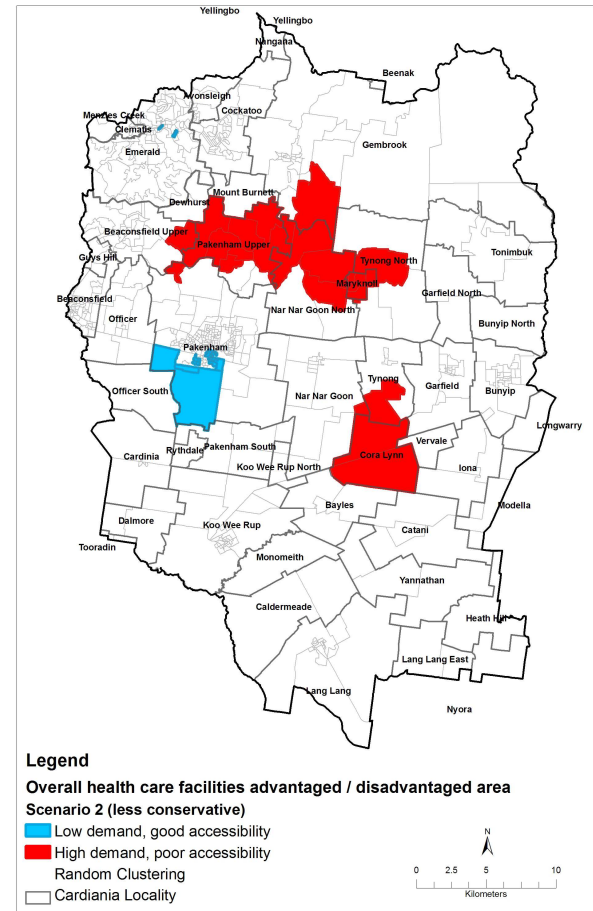 Yellingbo
Yellingbo
Nangana
Beenak
Avonsleigh
Menzies Creek
Cockatoo
Clematis
Emerald
Gembrook
Mount Burnett
Dewhurst
Beaconsfield Upper
Pakenham Upper
Tonimbuk
Guys Hill
Tynong North
Maryknoll
Garfield North
Beaconsfield
Officer
Nar Nar Goon North
Bunyip North
Pakenham
Tynong
Officer South
Nar Nar Goon
Garfield
Bunyip
Longwarry
Vervale
Rythdale
Pakenham South
Cardinia
Cora Lynn
Koo Wee Rup North
Iona
Bayles
Modella
Dalmore
Koo Wee Rup
Catani
Tooradin
Monomeith
Yannathan
Caldermeade
Heath Hill
Lang Lang East
Lang Lang
Nyora
Legend
Overall health care facilities advantaged / disadvantaged area
Scenario 2 (less conservative)
Low demand, good accessibility
High demand, poor accessibility
Random Clustering
Cardiania Locality
N
0 2.5 5 10
Kilometers